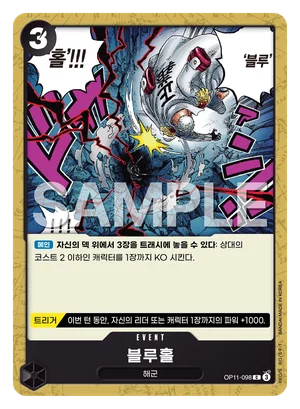 3
홀'!!!
'블루
SAMPLE
메인 자신의 덱 위에서 3장을 트래시에 놓을 수 있다: 상대의
코스트 2 이하인 캐릭터를 1장까지 KO 시킨다.
트리거 이번 턴 동안, 자신의 리더 또는 캐릭터 1장까지의 파워 +1000.
EVENT
블루홀
해군
OP11-098 C 3